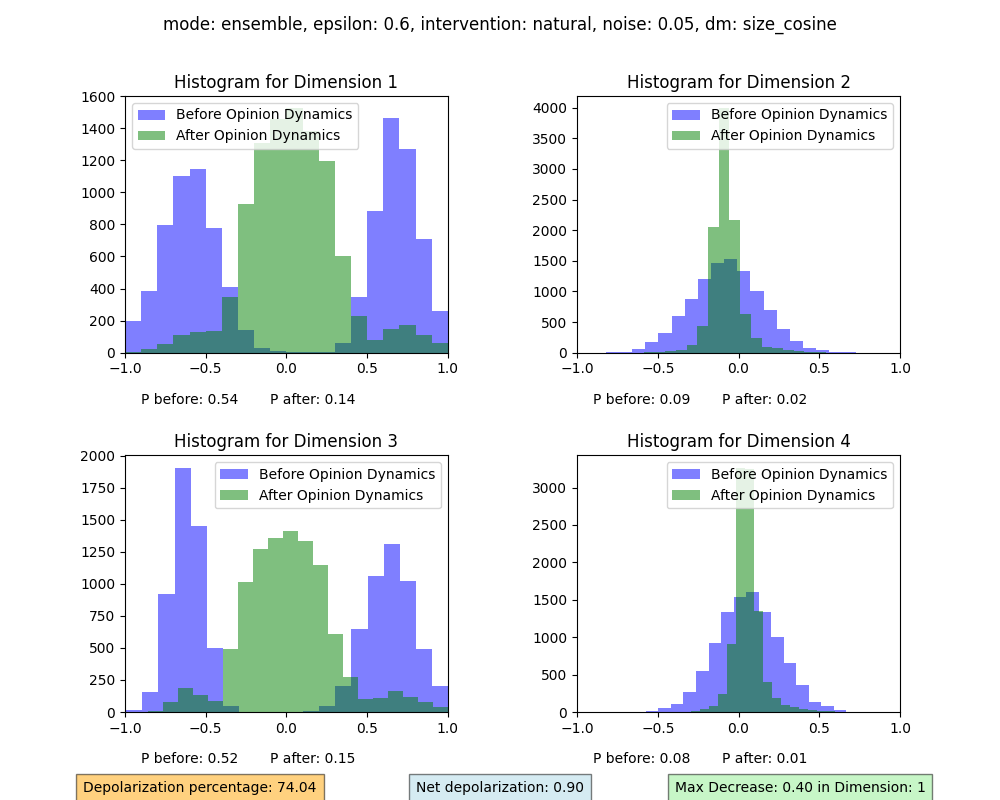 mode: ensemble, epsilon: 0.6, intervention: natural, noise: 0.05, dm: size_cosine
Histogram for Dimension 1
Before Opinion Dynamics
After Opinion Dynamics
1600
1400
1200
1000
800
600
400
200
0
−1.0 −0.5 0.0 0.5 1.0
P before: 0.54 P after: 0.14
Histogram for Dimension 2
Before Opinion Dynamics
After Opinion Dynamics
4000
3500
3000
2500
2000
1500
1000
500
0
−1.0 −0.5 0.0 0.5 1.0
P before: 0.09 P after: 0.02
Histogram for Dimension 3
Before Opinion Dynamics
After Opinion Dynamics
2000
1750
1500
1250
1000
750
500
250
0
−1.0 −0.5 0.0 0.5 1.0
P before: 0.52 P after: 0.15
Histogram for Dimension 4
Before Opinion Dynamics
After Opinion Dynamics
3000
2500
2000
1500
1000
500
0
−1.0 −0.5 0.0 0.5 1.0
P before: 0.08 P after: 0.01
Depolarization percentage: 74.04
Net depolarization: 0.90
Max Decrease: 0.40 in Dimension: 1